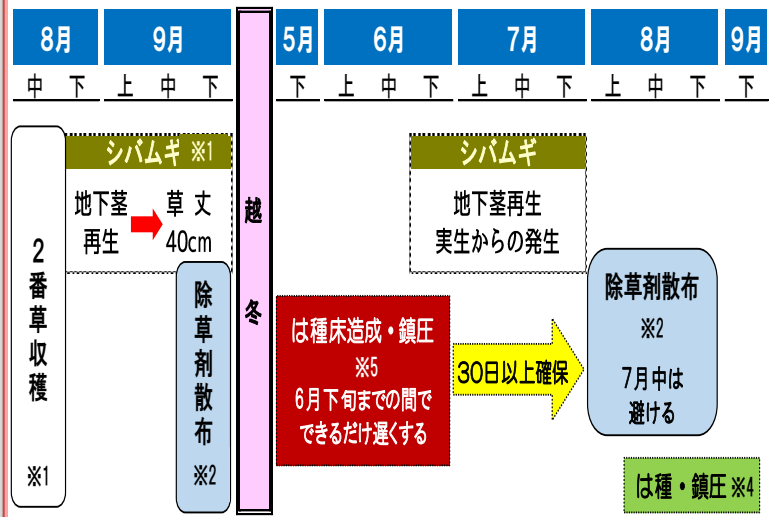 8月 9月 5月 6月 7月 8月 9月
中 下 上 中 下 下 上 中 下 上 中 下 上 中 下 下
2番草収穫
※1
シバムギ ※1
地下茎
再生
草 丈
40cm
除草剤散布
※2
越冬
は種床造成・鎮圧
※5
6月下旬までの間で
できるだけ遅くする
シバムギ
地下茎再生
実生からの発生
30日以上確保
除草剤散布
※2
7月中は
避ける
は種・鎮圧 ※4